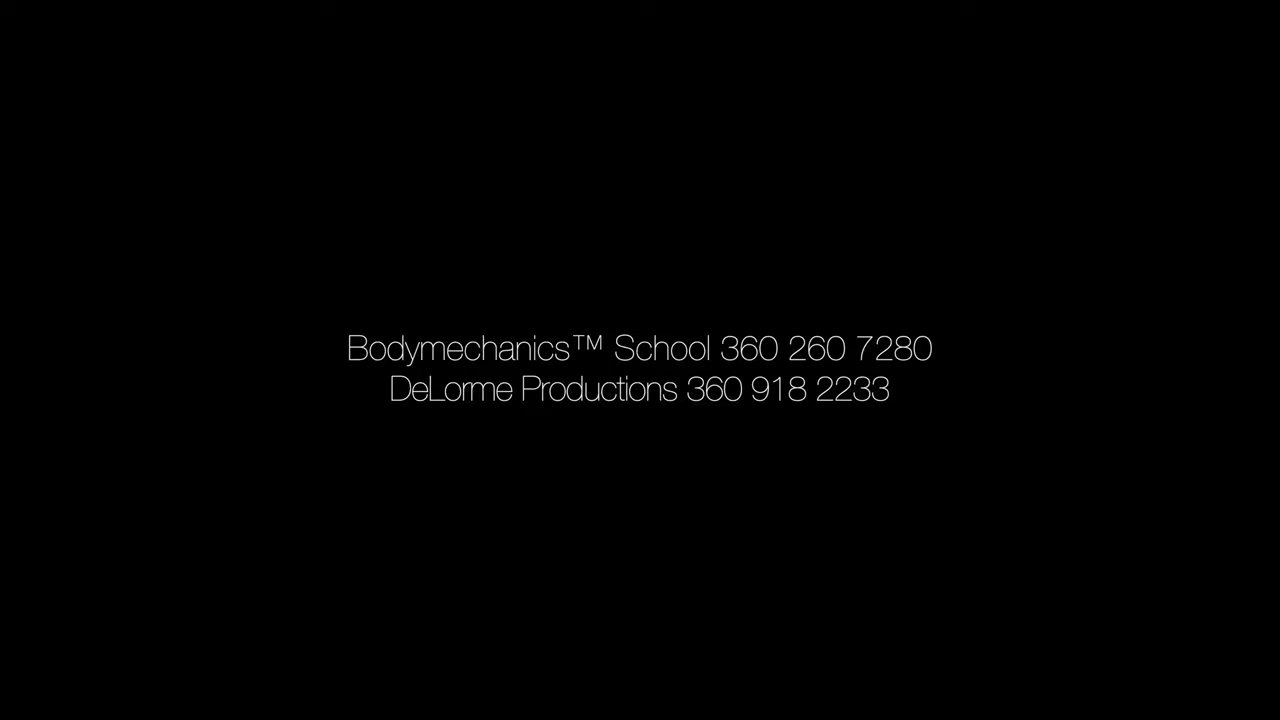 Bodymechanics™ School 360 260 7280
DeLorme Productions 360 918 2233